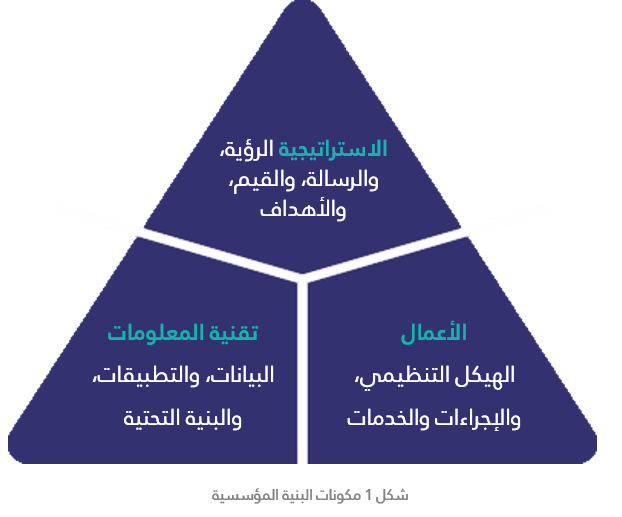 الاستراتيجية الرؤية،
والرسالة، والقيم،
والأهداف
الأعمال
الهيكل التنظيمي،
والإجراءات والخدمات
تقنية المعلومات
البيانات، والتطبيقات،
والبنية التحتية
شكل 1 مكونات البنية المؤسسية